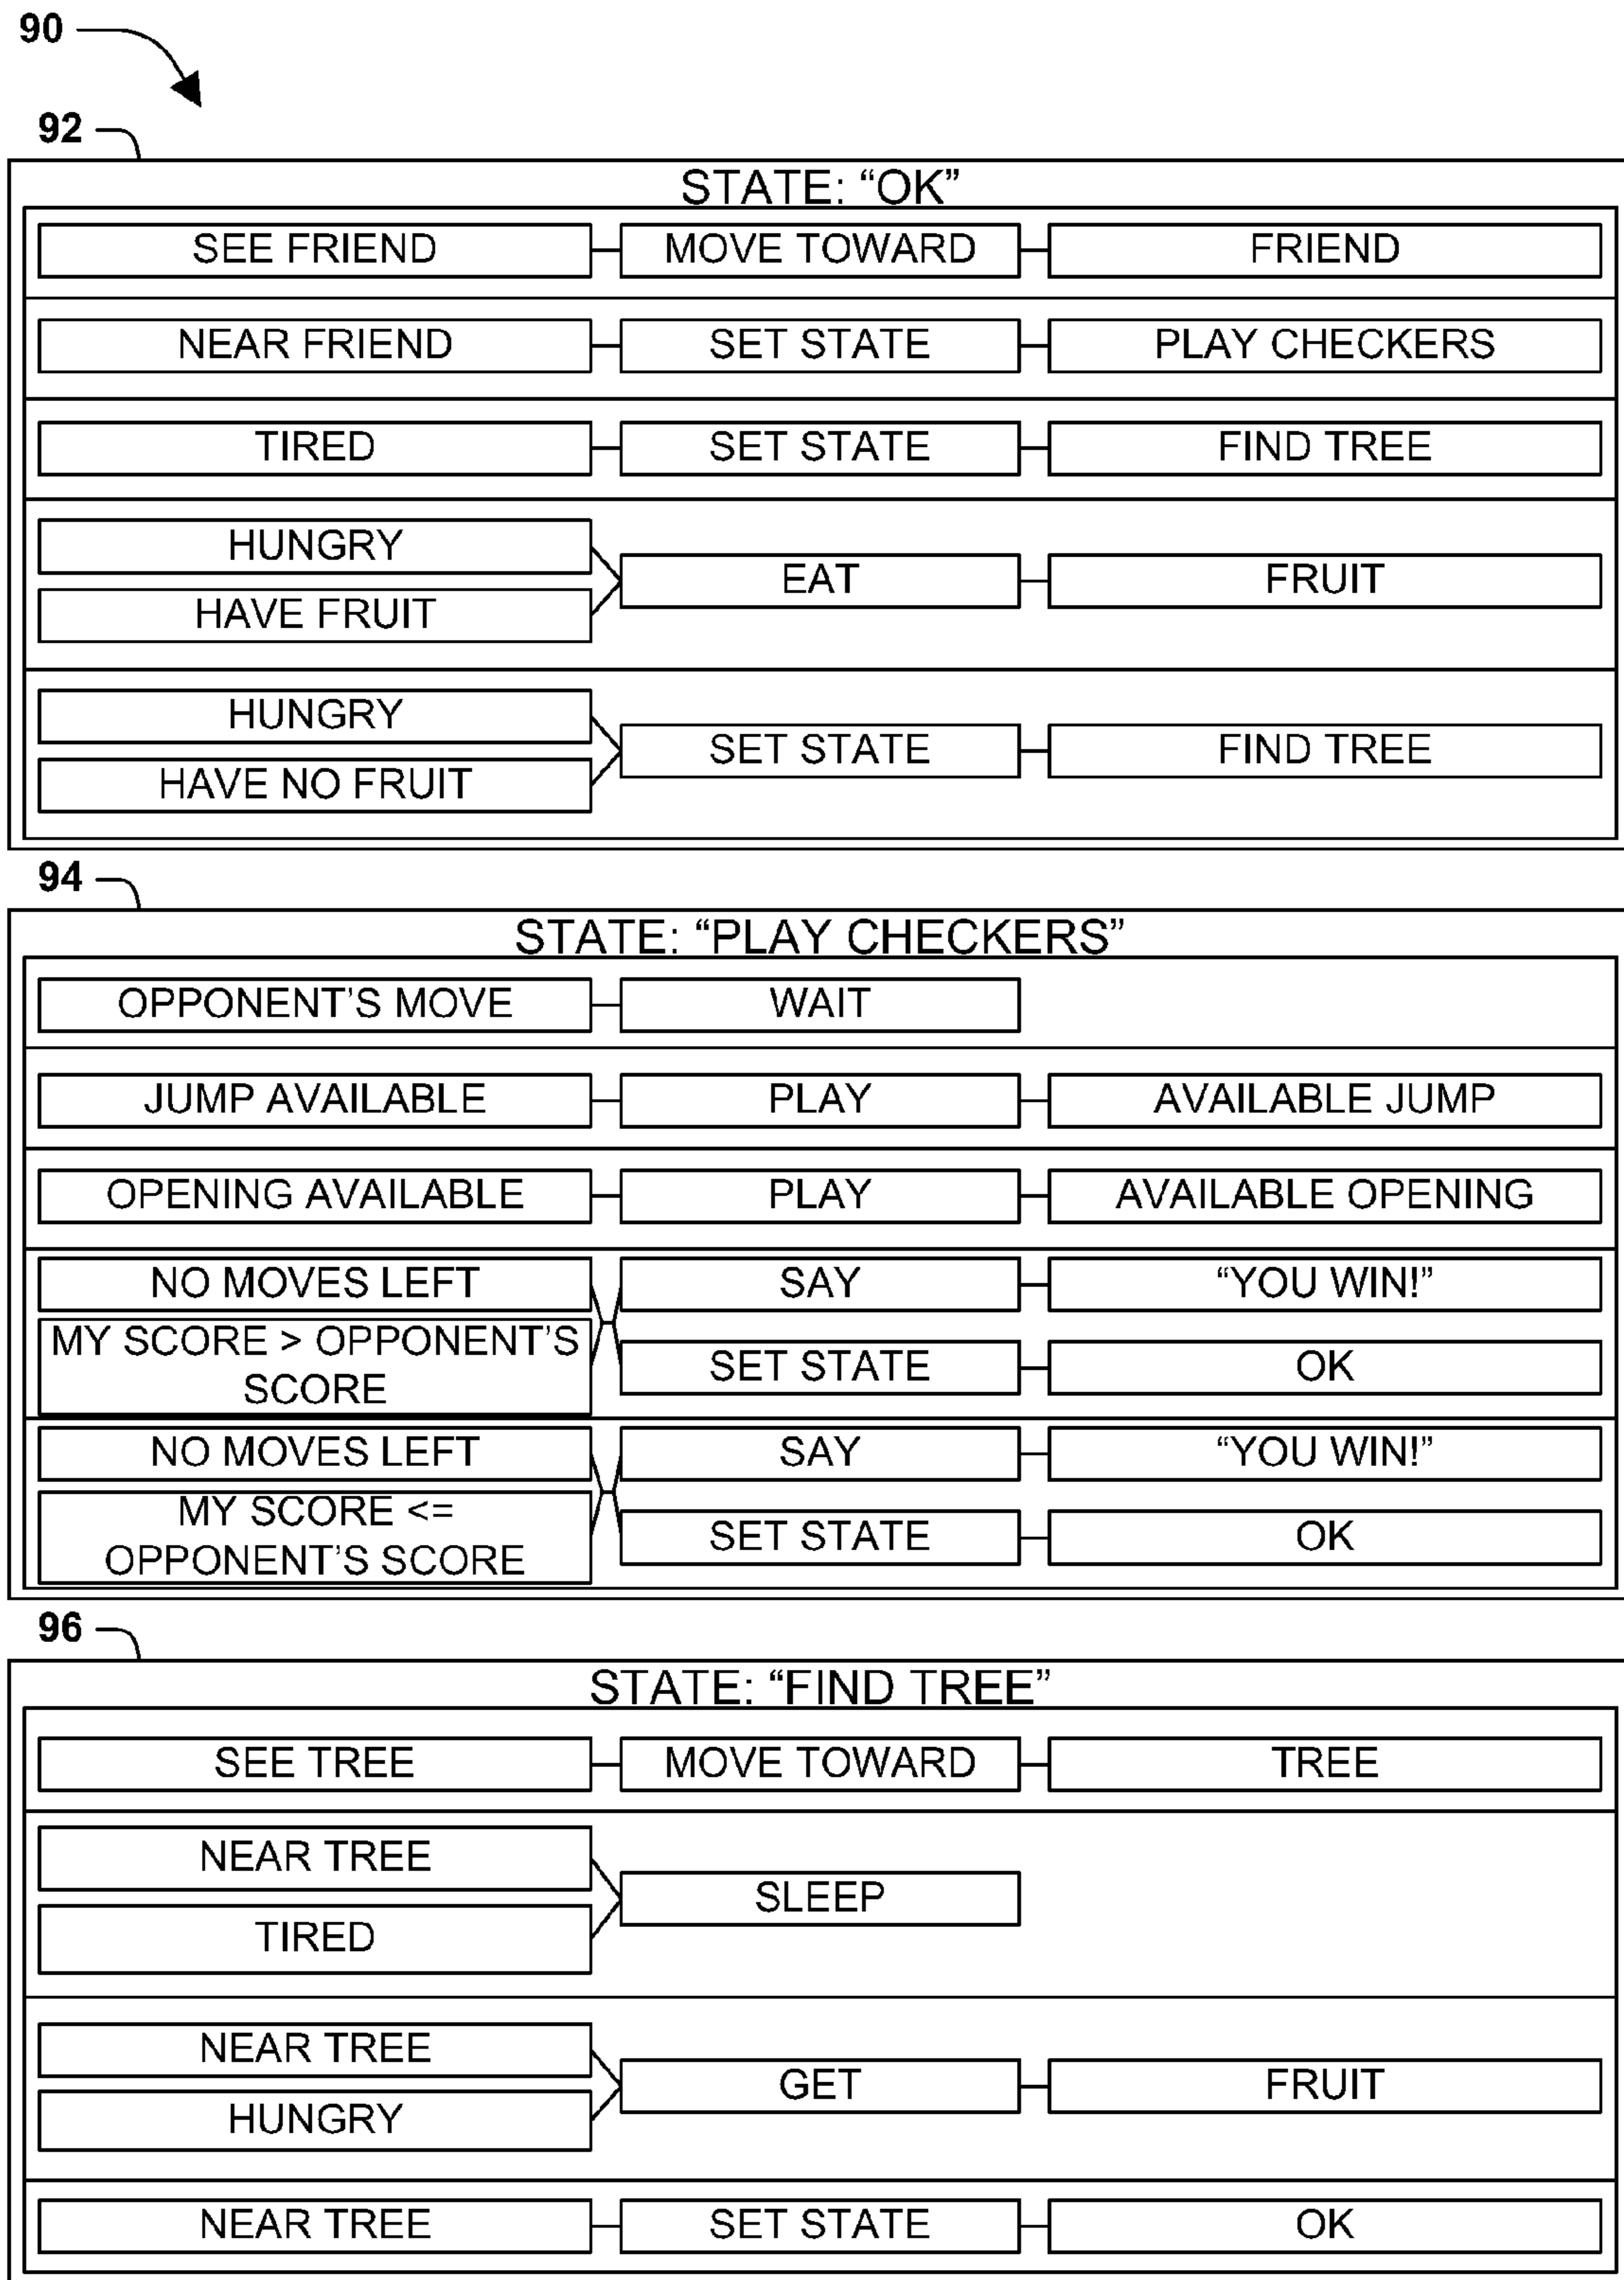 90
92
STATE: “OK”
SEE FRIEND MOVE TOWARD FRIEND
NEAR FRIEND SET STATE PLAY CHECKERS
TIRED SET STATE FIND TREE
HUNGRY
EAT FRUIT
HAVE FRUIT
HUNGRY
SET STATE FIND TREE
HAVE NO FRUIT
94
STATE: “PLAY CHECKERS”
OPPONENT’S MOVE WAIT
JUMP AVAILABLE PLAY AVAILABLE JUMP
OPENING AVAILABLE PLAY AVAILABLE OPENING
NO MOVES LEFT SAY “YOU WIN!”
MY SCORE > OPPONENT’S
SCORE
SET STATE OK
NO MOVES LEFT SAY “YOU WIN!”
MY SCORE <=
OPPONENT’S SCORE
SET STATE OK
96
STATE: “FIND TREE”
SEE TREE MOVE TOWARD TREE
NEAR TREE
SLEEP
TIRED
NEAR TREE
GET FRUIT
HUNGRY
NEAR TREE SET STATE OK